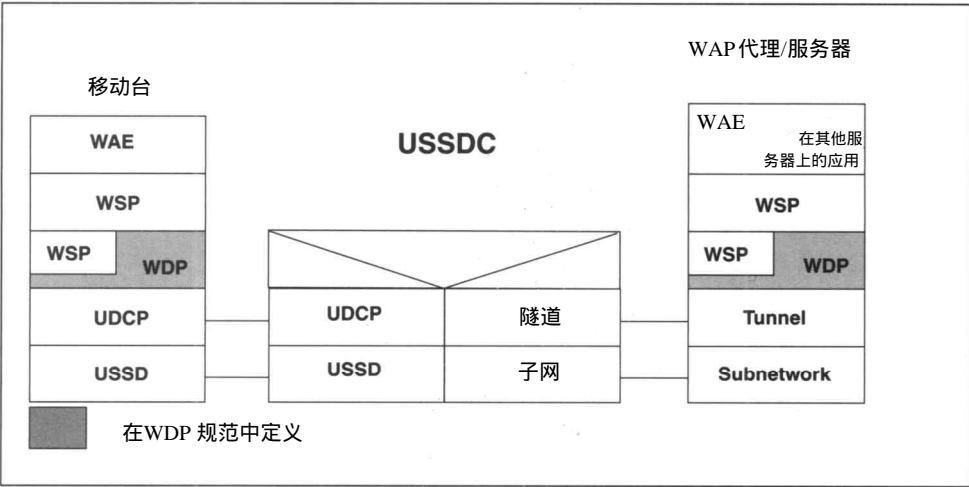 WAP代理/服务器
移动台
USSDC
WAE
WSP
WSP
WDP
UDCP
USSD
UDCP
USSD
隧道
子网
WAE
在其他服
务器上的应用
WSP
WSP
WDP
Tunnel
Subnetwork
在WDP 规范中定义